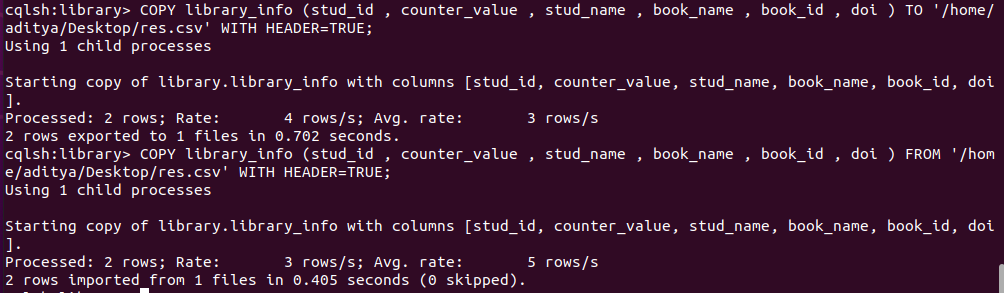 cqlsh:library> COPY library_info (stud_id , counter_value , stud_name , book_name , book_id , doi ) TO '/home/
aditya/Desktop/res.csv' WITH HEADER=TRUE;
Using 1 child processes
Starting copy of library.library_info with columns [stud_id, counter_value, stud_name, book_name, book_id, doi
].
Processed: 2 rows; Rate:       4 rows/s; Avg. rate:       3 rows/s
2 rows exported to 1 files in 0.702 seconds.
cqlsh:library> COPY library_info (stud_id , counter_value , stud_name , book_name , book_id , doi ) FROM '/hom
e/aditya/Desktop/res.csv' WITH HEADER=TRUE;
Using 1 child processes
Starting copy of library.library_info with columns [stud_id, counter_value, stud_name, book_name, book_id, doi
].
Processed: 2 rows; Rate:       3 rows/s; Avg. rate:       5 rows/s
2 rows imported from 1 files in 0.405 seconds (0 skipped).